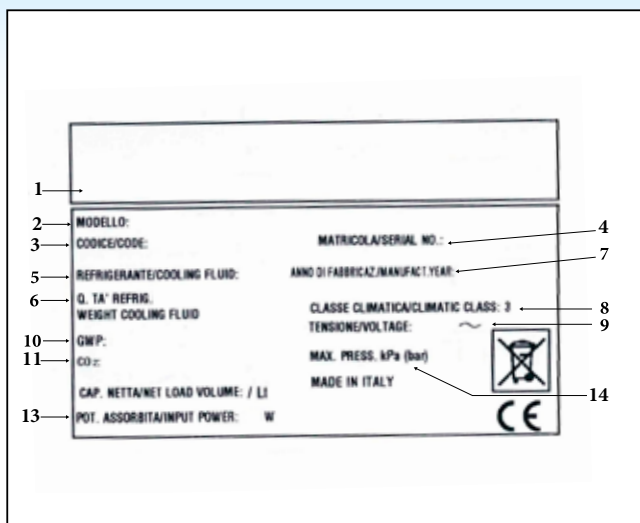 1
2 MODELLO:
3 CODICE/CODE: MATRICOLA/SERIAL NO.: 4
5 REFRIGERANTE/COOLING FLUID: ANNO DI FABBRICAZ./MANUFACT.YEAR: 7
6 Q. TA' REFRIG.
WEIGHT COOLING FLUID
CLASSE CLIMATICA/CLIMATIC CLASS: 3 8
TENSIONE/VOLTAGE: ~ 9
10 GWP:
11 CO2:
MAX. PRESS. kPa (bar) 14
CAP. NETTA/NET LOAD VOLUME: / Lt
MADE IN ITALY
13 POT. ASSORBITA/INPUT POWER: W
CE